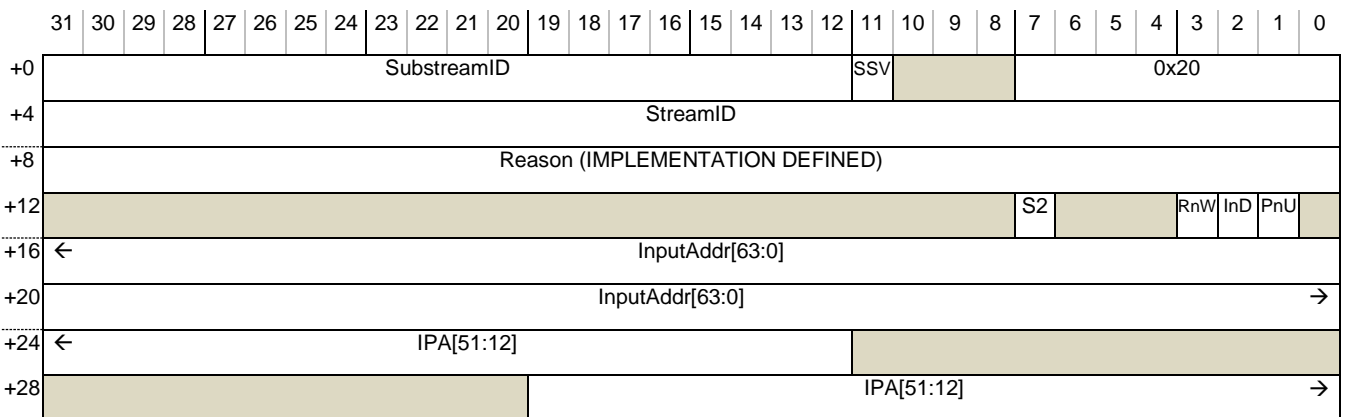 31 30 29 28 27 26 25 24 23 22 21 20 19 18 17 16 15 14 13 12 11 10 9 8 7 6 5 4 3 2 1 0
+0 SubstreamID SSV 0x20
+4 StreamID
+8 Reason (IMPLEMENTATION DEFINED)
+12 S2 RnW InD PnU
+16 ← InputAddr[63:0]
+20 InputAddr[63:0] →
+24 ← IPA[51:12]
+28 IPA[51:12] →